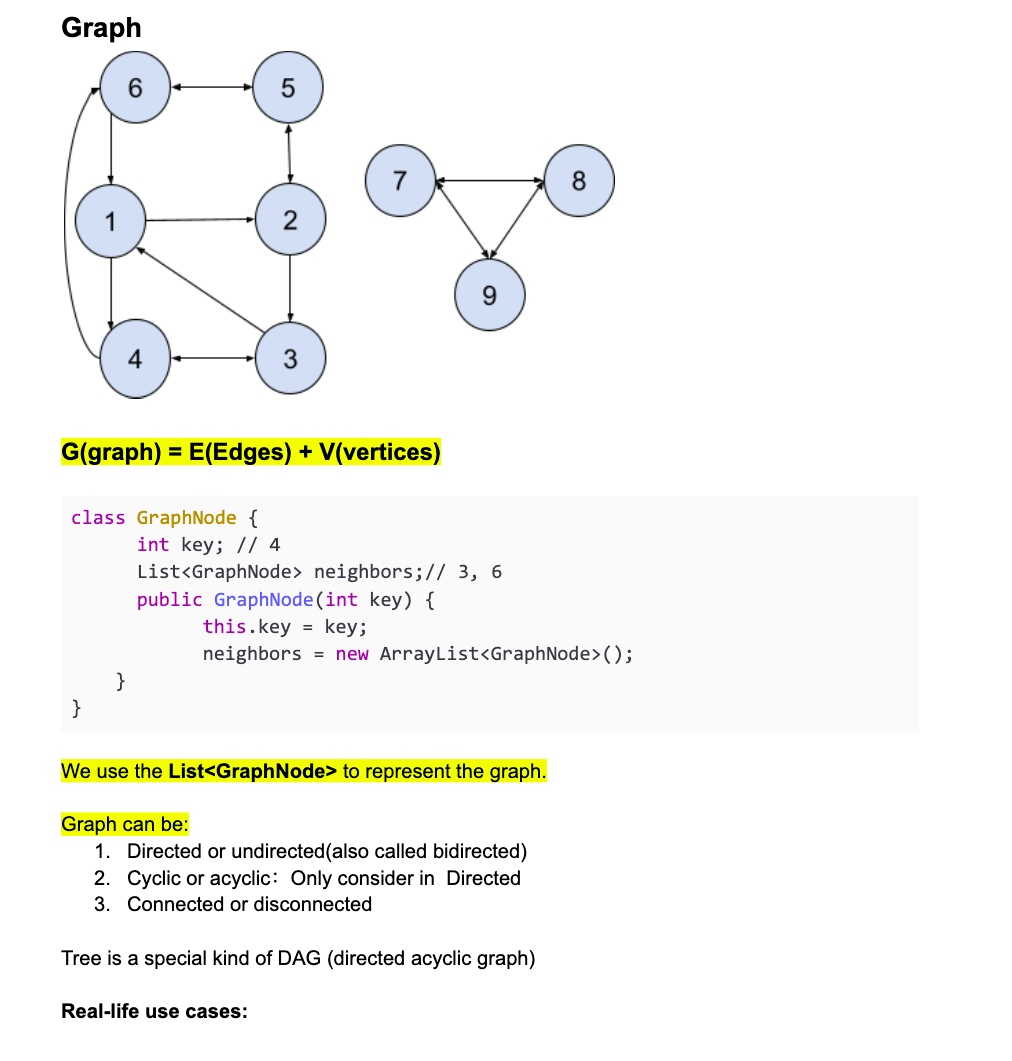 Graph
6
5
7
8
1
2
9
4
3
G(graph) = E(Edges) + V(vertices)
class GraphNode {
int key; // 4
List<GraphNode> neighbors;// 3, 6
public GraphNode(int key) {
this.key = key;
neighbors = new ArrayList<GraphNode>();
}
}
We use the List<GraphNode> to represent the graph.
Graph can be:
1. Directed or undirected(also called bidirected)
2. Cyclic or acyclic：Only consider in Directed
3. Connected or disconnected
Tree is a special kind of DAG (directed acyclic graph)
Real-life use cases: